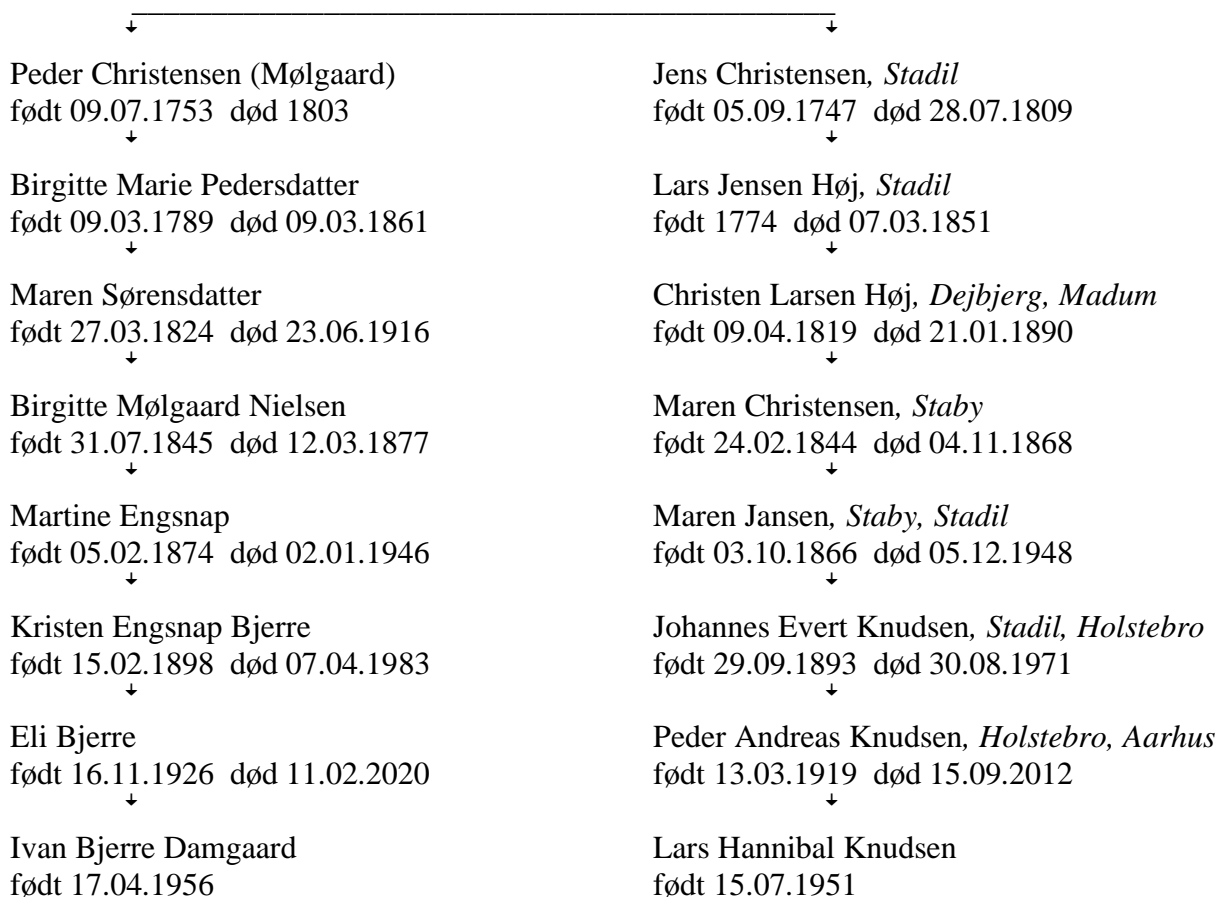 Peder Christensen (Mølgaard)
født 09.07.1753 død 1803
Birgitte Marie Pedersdatter
født 09.03.1789 død 09.03.1861
Maren Sørensdatter
født 27.03.1824 død 23.06.1916
Birgitte Mølgaard Nielsen
født 31.07.1845 død 12.03.1877
Martine Engsnap
født 05.02.1874 død 02.01.1946
Kristen Engsnap Bjerre
født 15.02.1898 død 07.04.1983
Eli Bjerre
født 16.11.1926 død 11.02.2020
Ivan Bjerre Damgaard
født 17.04.1956
Jens Christensen, Stadil
født 05.09.1747 død 28.07.1809
Lars Jensen Høj, Stadil
født 1774 død 07.03.1851
Christen Larsen Høj, Dejbjerg, Madum
født 09.04.1819 død 21.01.1890
Maren Christensen, Staby
født 24.02.1844 død 04.11.1868
Maren Jansen, Staby, Stadil
født 03.10.1866 død 05.12.1948
Johannes Evert Knudsen, Stadil, Holstebro
født 29.09.1893 død 30.08.1971
Peder Andreas Knudsen, Holstebro, Aarhus
født 13.03.1919 død 15.09.2012
Lars Hannibal Knudsen
født 15.07.1951